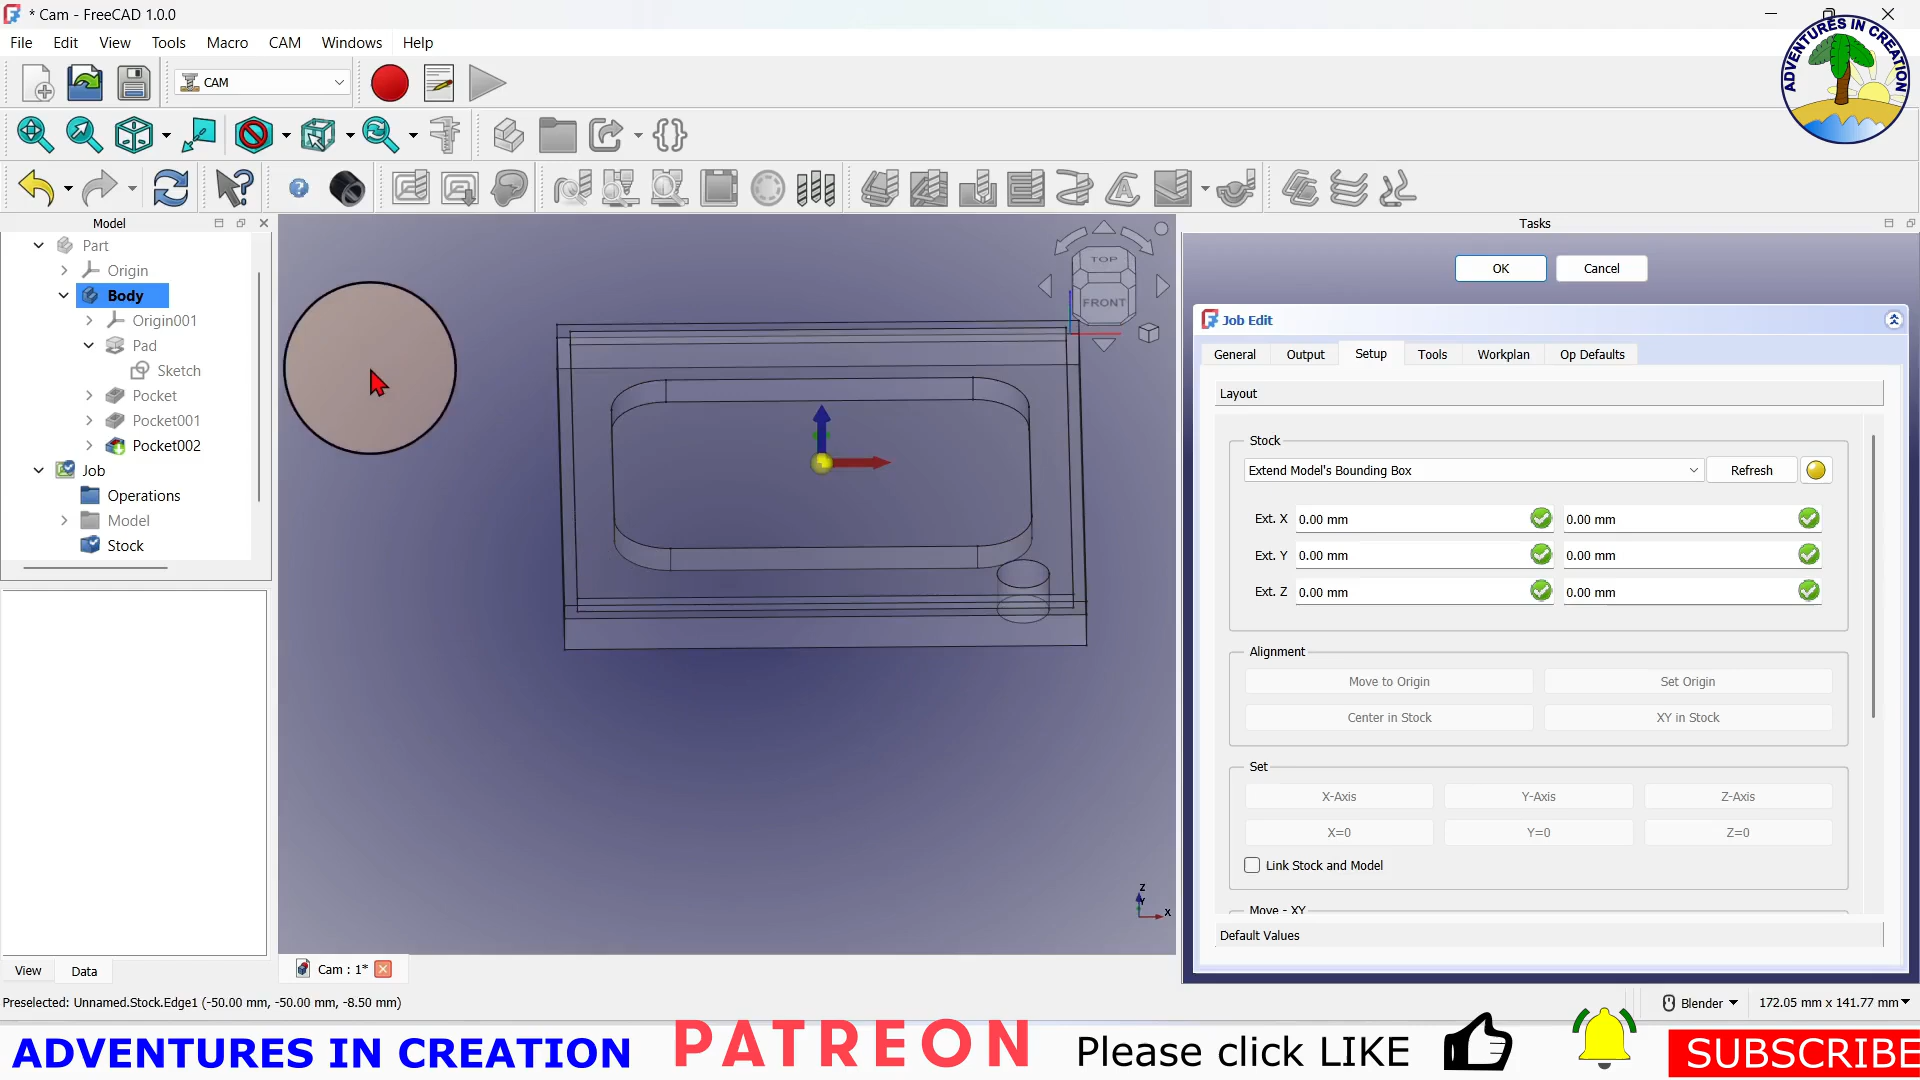 * Cam - FreeCAD 1.0.0
File Edit View Tools Macro CAM Windows Help
CAM
ADVENTURES IN CREATION
Model
Tasks
Part
Origin
Body
Origin001
Pad
Sketch
Pocket
Pocket001
Pocket002
Job
Operations
Model
Stock
TOP
FRONT
OK Cancel
Job Edit
General Output Setup Tools Workplan Op Defaults
Layout
Stock
Extend Model's Bounding Box Refresh
Ext. X 0.00 mm 0.00 mm
Ext. Y 0.00 mm 0.00 mm
Ext. Z 0.00 mm 0.00 mm
Alignment
Move to Origin Set Origin
Center in Stock XY in Stock
Set
X-Axis Y-Axis Z-Axis
X=0 Y=0 Z=0
Link Stock and Model
Move - XY
Default Values
Z
Y
X
View Data
Cam : 1*
Preselected: Unnamed.Stock.Edge1 (-50.00 mm, -50.00 mm, -8.50 mm)
Blender 172.05 mm x 141.77 mm
ADVENTURES IN CREATION PATREON Please click LIKE SUBSCRIBE